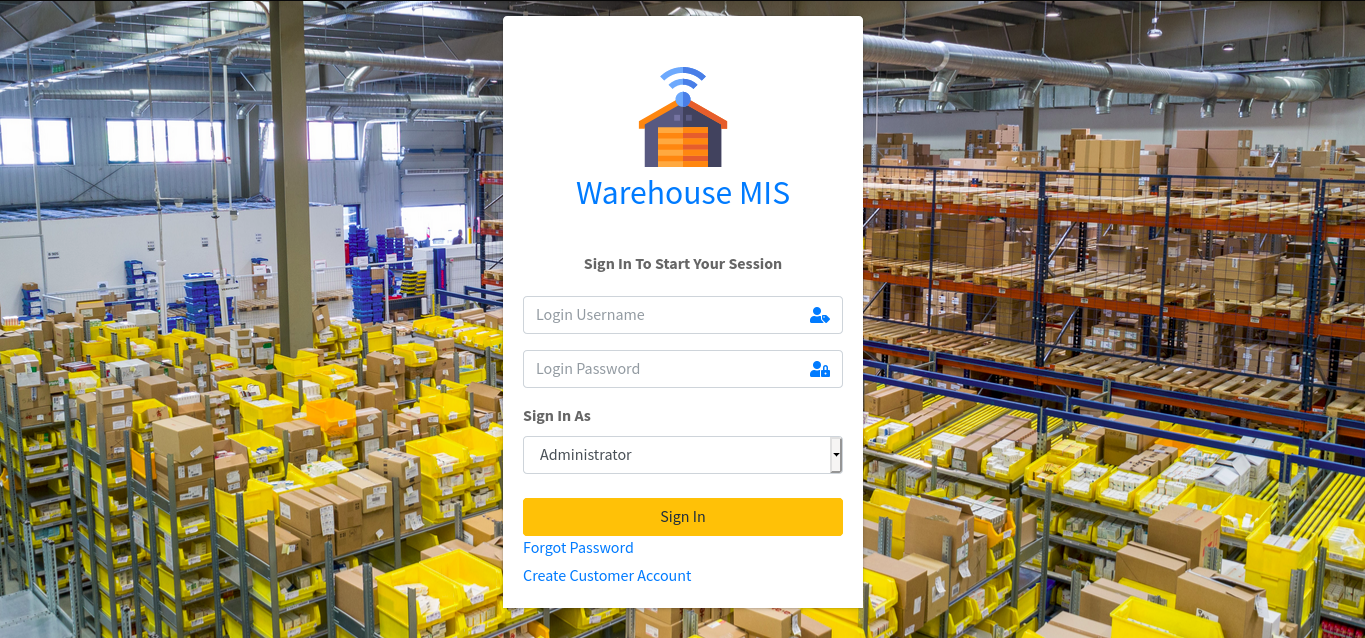 Warehouse MIS
Sign In To Start Your Session
Login Username
Login Password
Sign In As
Administrator
Sign In
Forgot Password
Create Customer Account